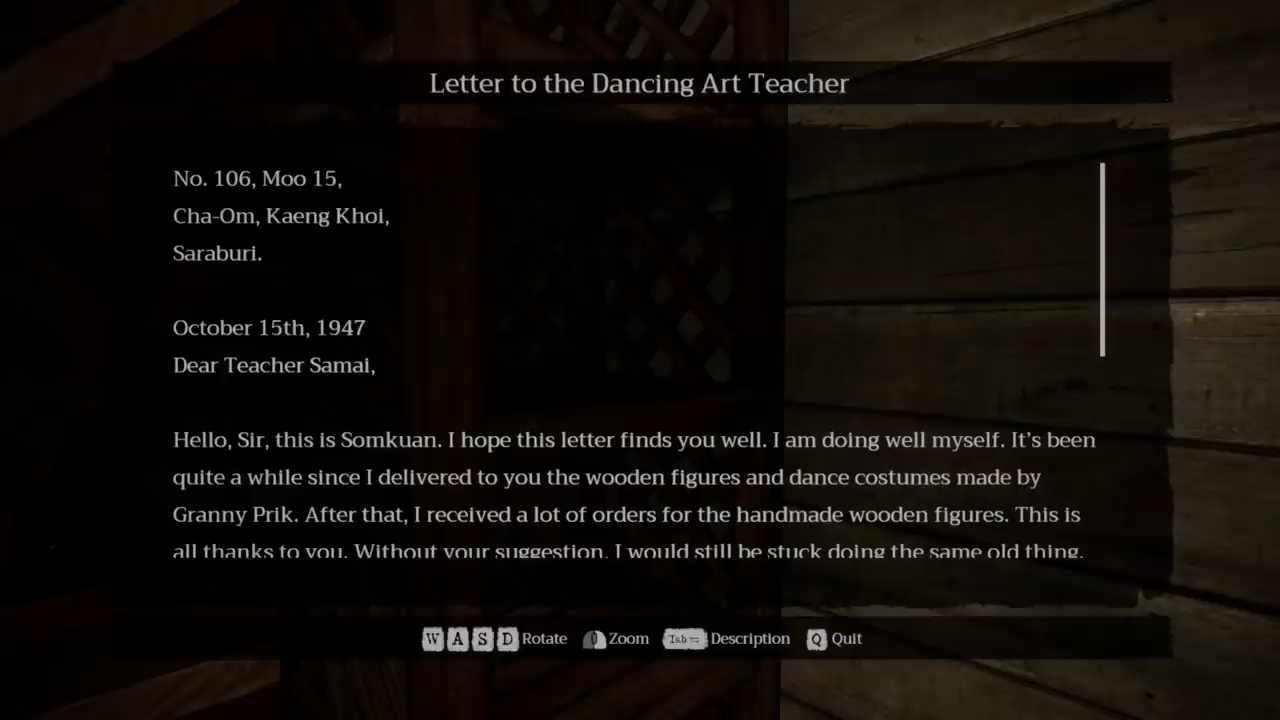 Letter to the Dancing Art Teacher
No. 106, Moo 15,
Cha-Om, Kaeng Khoi,
Saraburi.
October 15th, 1947
Dear Teacher Samai,
Hello, Sir, this is Somkuan. I hope this letter finds you well. I am doing well myself. It's been
quite a while since I delivered to you the wooden figures and dance costumes made by
Granny Prik. After that, I received a lot of orders for the handmade wooden figures. This is
all thanks to you. Without your suggestion, I would still be stuck doing the same old thing.
W A S D Rotate Zoom Tab Description Q Quit